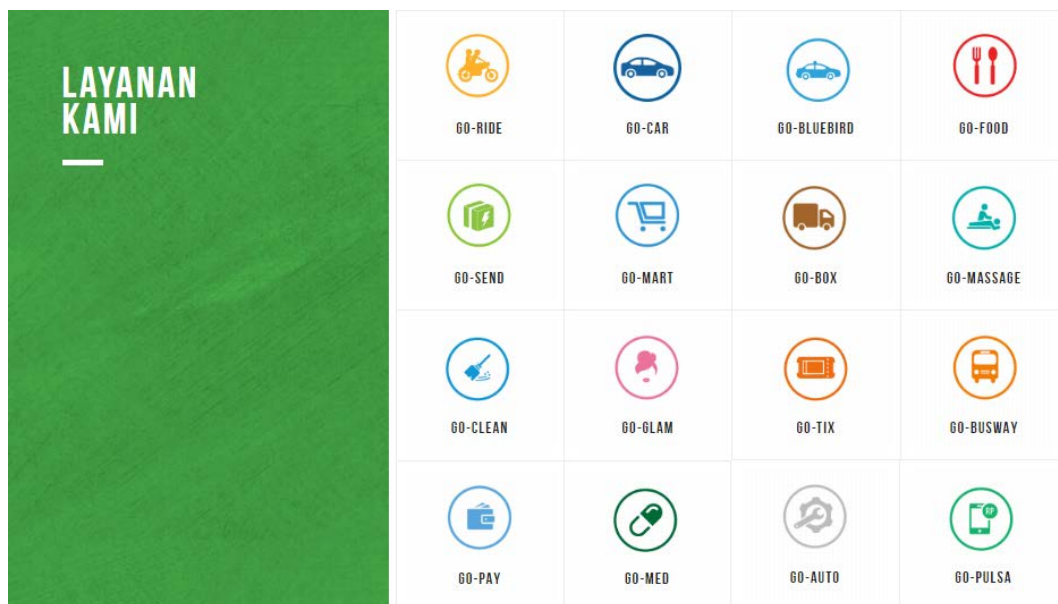 LAYANAN
KAMI
GO-RIDE
GO-CAR
GO-BLUEBIRD
GO-FOOD
GO-SEND
GO-MART
GO-BOX
GO-MASSAGE
GO-CLEAN
GO-GLAM
GO-TIX
GO-BUSWAY
GO-PAY
GO-MED
GO-AUTO
RP
GO-PULSA